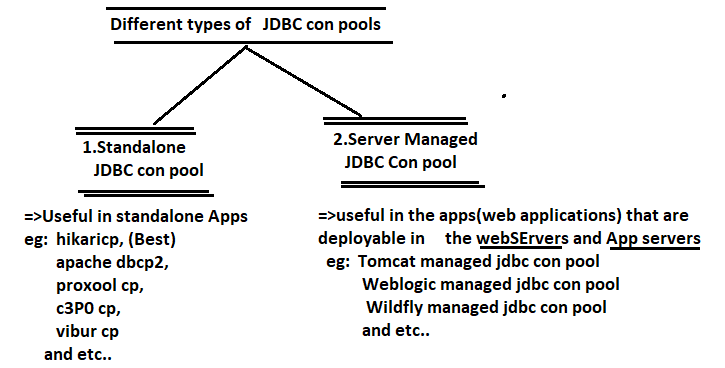 Different types of JDBC con pools
1.Standalone
JDBC con pool
=>Useful in standalone Apps
eg: hikaricp, (Best)
apache dbcp2,
proxool cp,
c3P0 cp,
vibur cp
and etc..
2.Server Managed
JDBC Con pool
=>useful in the apps(web applications) that are
deployable in the webSErvers and App servers
eg: Tomcat managed jdbc con pool
Weblogic managed jdbc con pool
Wildfly managed jdbc con pool
and etc..